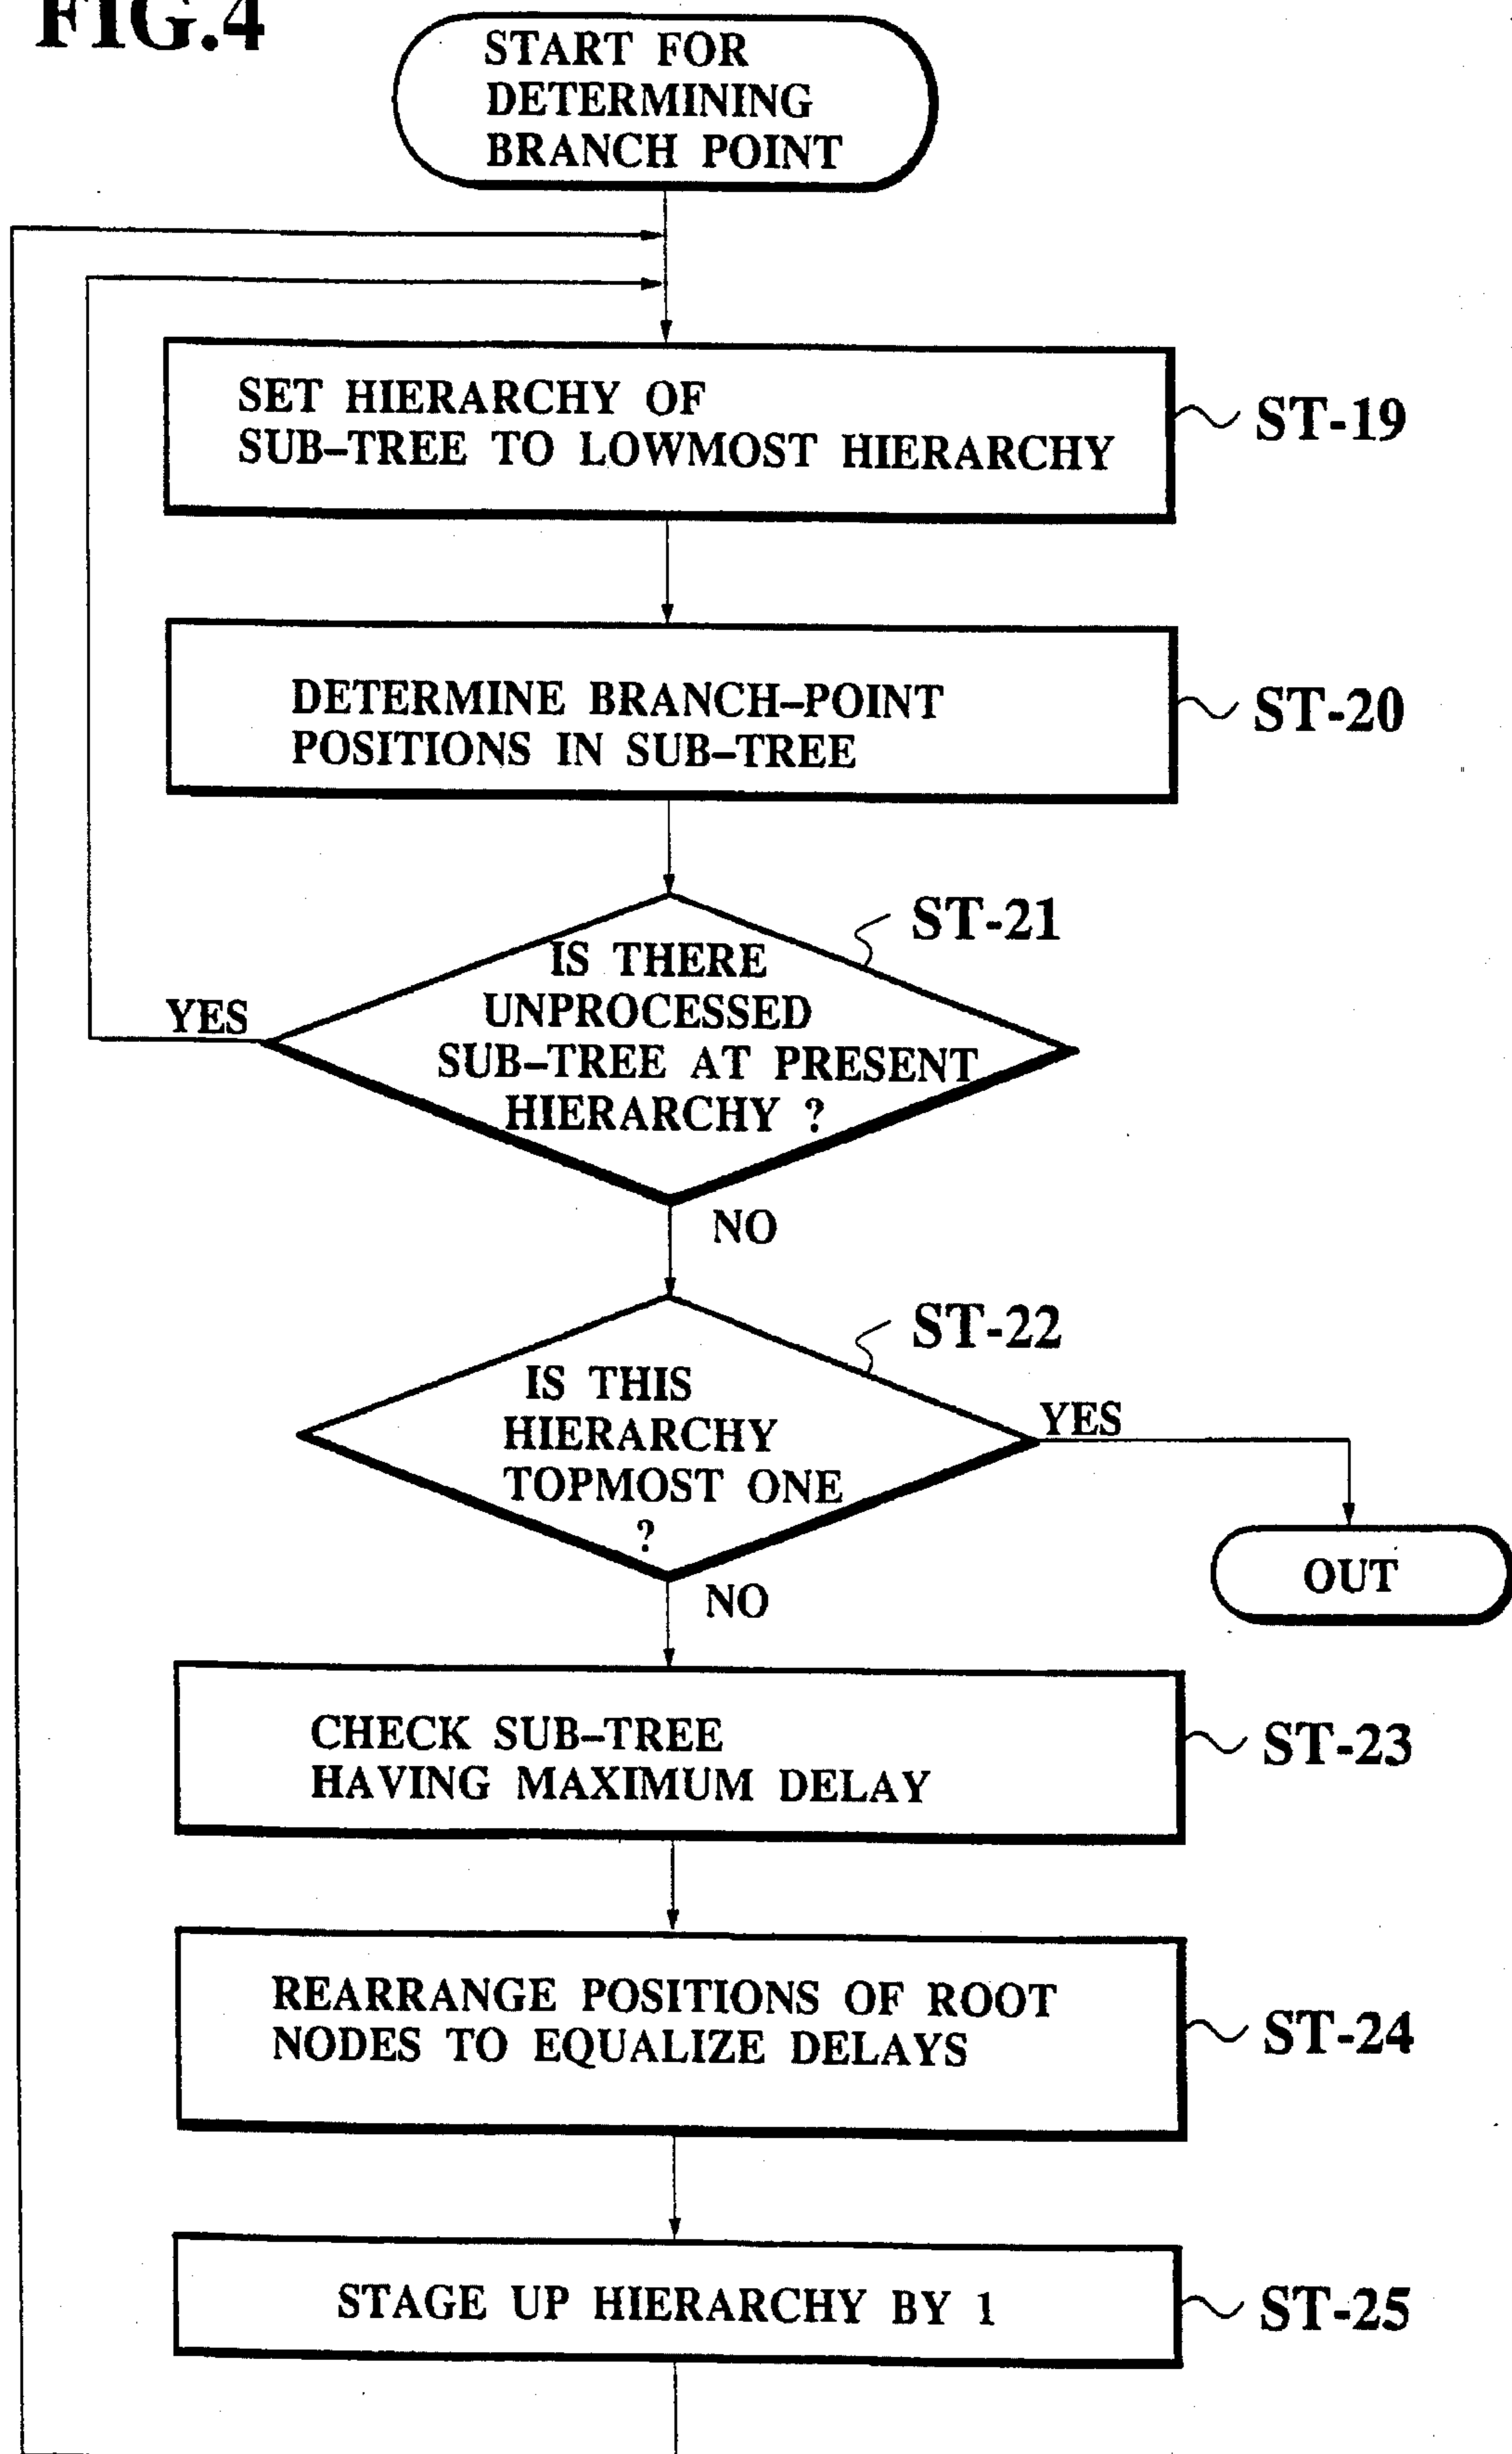 FIG.4
START FOR
DETERMINING
BRANCH POINT
SET HIERARCHY OF
SUB-TREE TO LOWMOST HIERARCHY
ST-19
DETERMINE BRANCH-POINT
POSITIONS IN SUB-TREE
ST-20
ST-21
IS THERE
UNPROCESSED
SUB-TREE AT PRESENT
HIERARCHY ?
YES
NO
ST-22
IS THIS
HIERARCHY
TOPMOST ONE
?
YES
OUT
NO
CHECK SUB-TREE
HAVING MAXIMUM DELAY
ST-23
REARRANGE POSITIONS OF ROOT
NODES TO EQUALIZE DELAYS
ST-24
STAGE UP HIERARCHY BY 1
ST-25